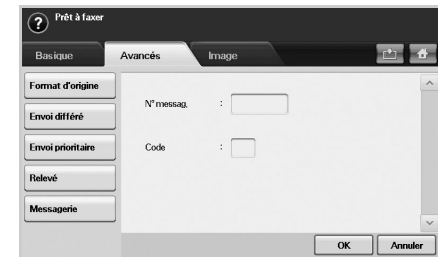 Prêt à faxer
Basique
Avancés
Image
Format d'origine
Envoi différé
Envoi prioritaire
Relevé
Messagerie
N° messag. :
Code :
OK
Annuler